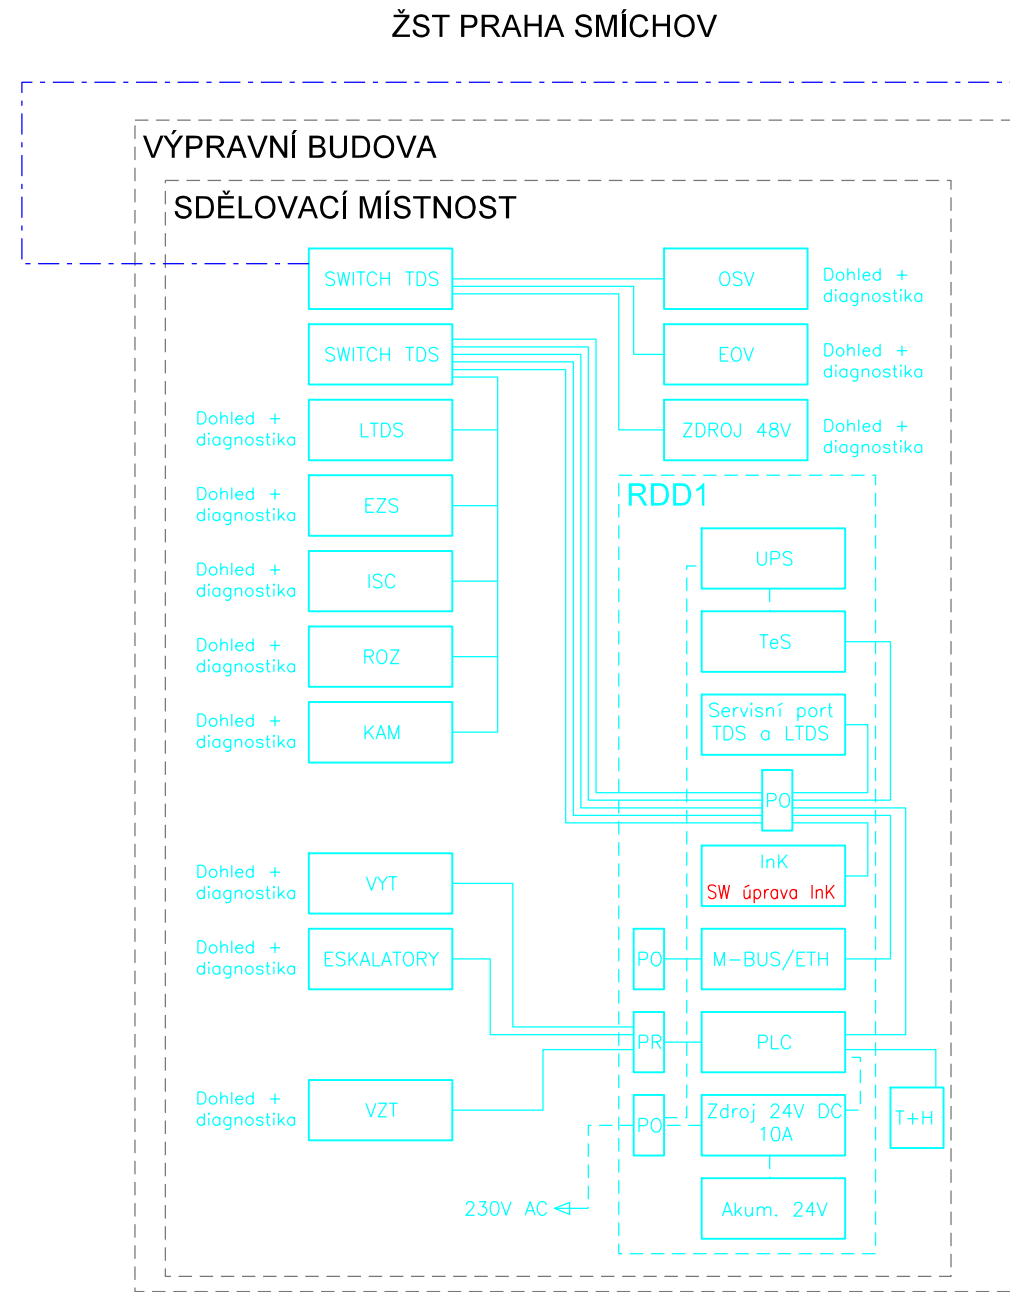 ŽST PRAHA SMÍCHOV
VÝPRAVNÍ BUDOVA
SDĚLOVACÍ MÍSTNOST
SWITCH TDS
OSV
Dohled +
diagnostika
SWITCH TDS
EOV
Dohled +
diagnostika
Dohled +
diagnostika
LTDS
ZDROJ 48V
Dohled +
diagnostika
RDD1
Dohled +
diagnostika
EZS
UPS
Dohled +
diagnostika
ISC
Dohled +
diagnostika
ROZ
TeS
Dohled +
diagnostika
KAM
Servisní port
TDS a LTDS
PO
InK
SW úprava InK
Dohled +
diagnostika
VYT
Dohled +
diagnostika
ESKALATORY
PO
M-BUS/ETH
PR
PLC
Dohled +
diagnostika
VZT
PO
Zdroj 24V DC
10A
T+H
230V AC
Akum. 24V